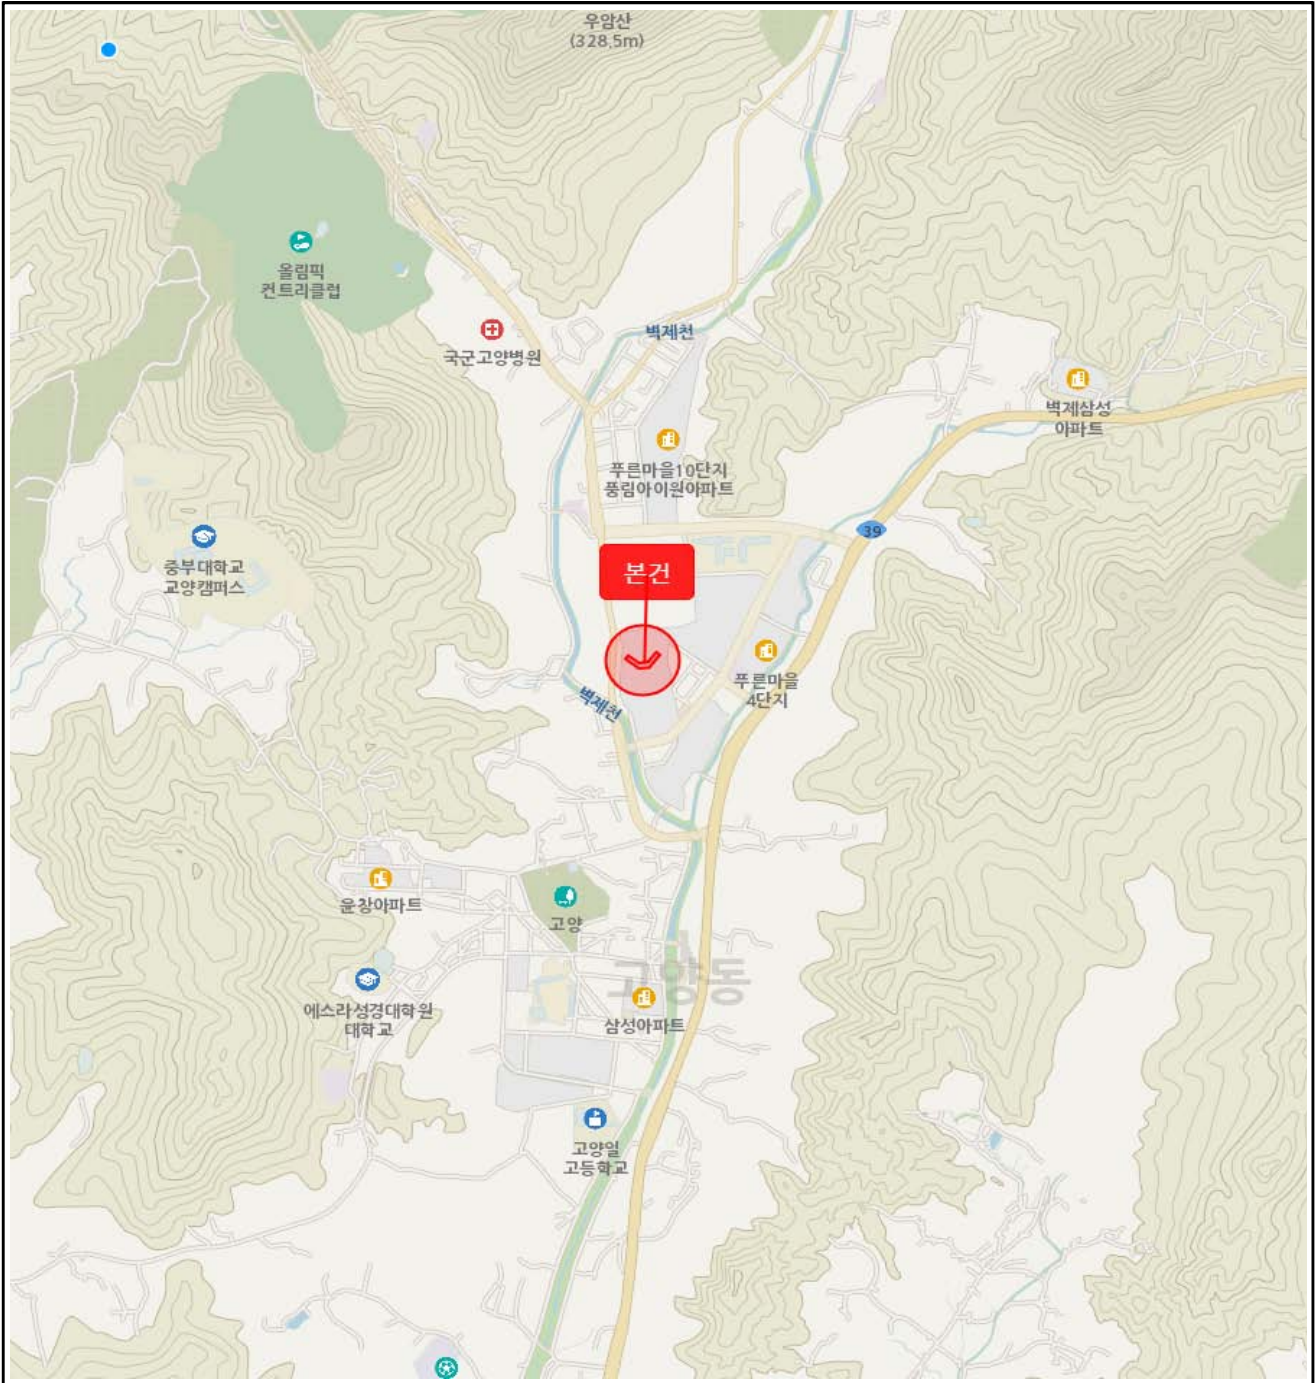 우암산
(328.5m)
올림픽
컨트리클럽
국군고양병원
벽제천
벽제삼성
아파트
푸른마을10단지
풍림아이원아파트
39
중부대학교
고양캠퍼스
본건
푸른마을
4단지
벽제천
운창아파트
고양
고양동
에스라성경대학원
대학교
삼성아파트
고양일
고등학교